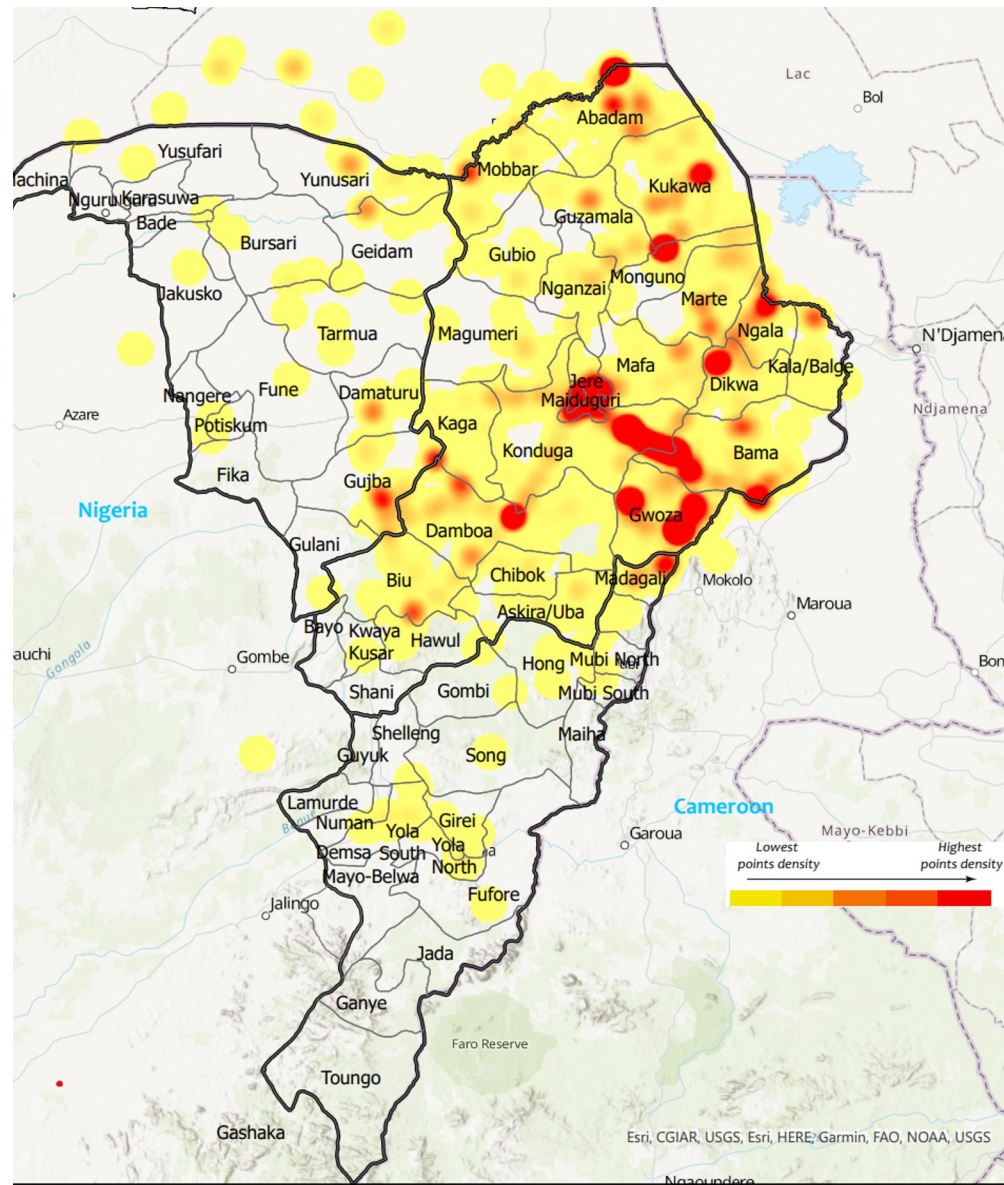 Lac
Bol
Abadam
Yusufari
Mobbar
Yunusari
Kukawa
Karasuwa
Nguru
Bade
Guzamala
Bursari
Geidam
Gubio
Monguno
Nganzai
Jakusko
Marte
Tarmua
Magumeri
Ngala
N'Djamen
Mafa
Kala/Balge
Jere
Dikwa
Fune
Damaturu
Nangere
Maiduguri
Ndjamena
Azare
Potiskum
Kaga
Konduga
Bama
Fika
Gujba
Nigeria
Gwoza
Damboa
Gulani
Biu
Chibok
Madagali
Mokolo
Askira/Uba
Maroua
Bayo
Kwaya
Kusar
Hawul
auchi
Gongola
Gombe
Hong
Mubi North
Bon
Shani
Gombi
Mubi South
Shelleng
Maiha
Guyuk
Song
Lamurde
Cameroon
Numan
Girei
Benue
Yola
South
Yola
North
Garoua
Mayo-Kebbi
Demsa
Lowest
points density
Highest
points density
Mayo-Belwa
Fufore
Jalingo
Jada
Ganye
Faro Reserve
Toungo
Gashaka
Esri, CGIAR, USGS, Esri, HERE, Garmin, FAO, NOAA, USGS
Ngaoundere